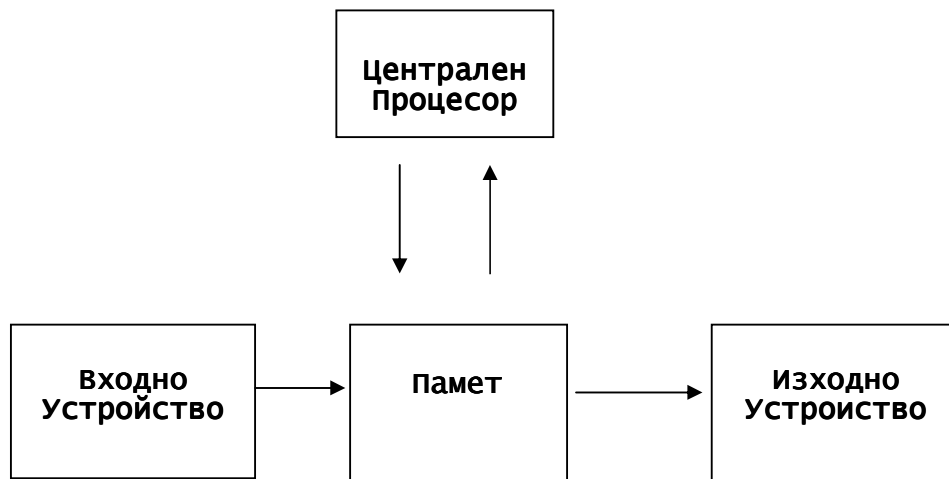 Централен
Процесор
Входно
Устройство
Памет
Изходно
Устроиство